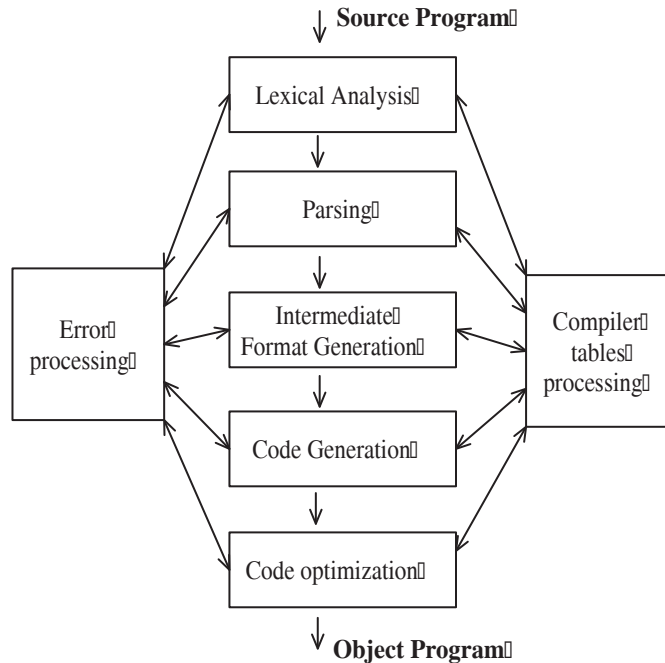 Source Program
Lexical Analysis
Parsing
Intermediate
Format Generation
Error
processing
Compiler
tables
processing
Code Generation
Code optimization
Object Program